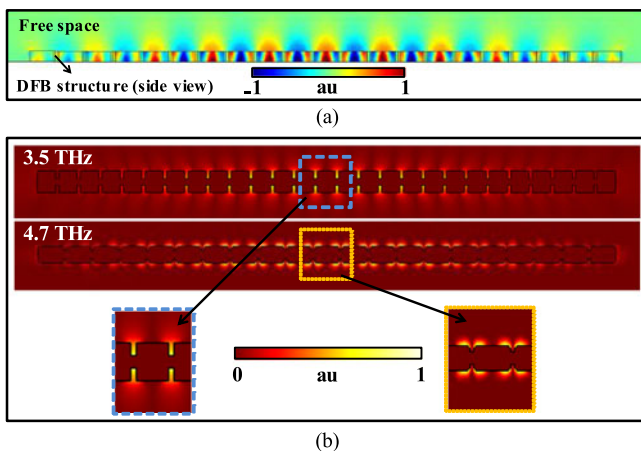 Free space
DFB structure (side view)
-1
au
1
(a)
3.5 THz
4.7 THz
0
au
1
(b)